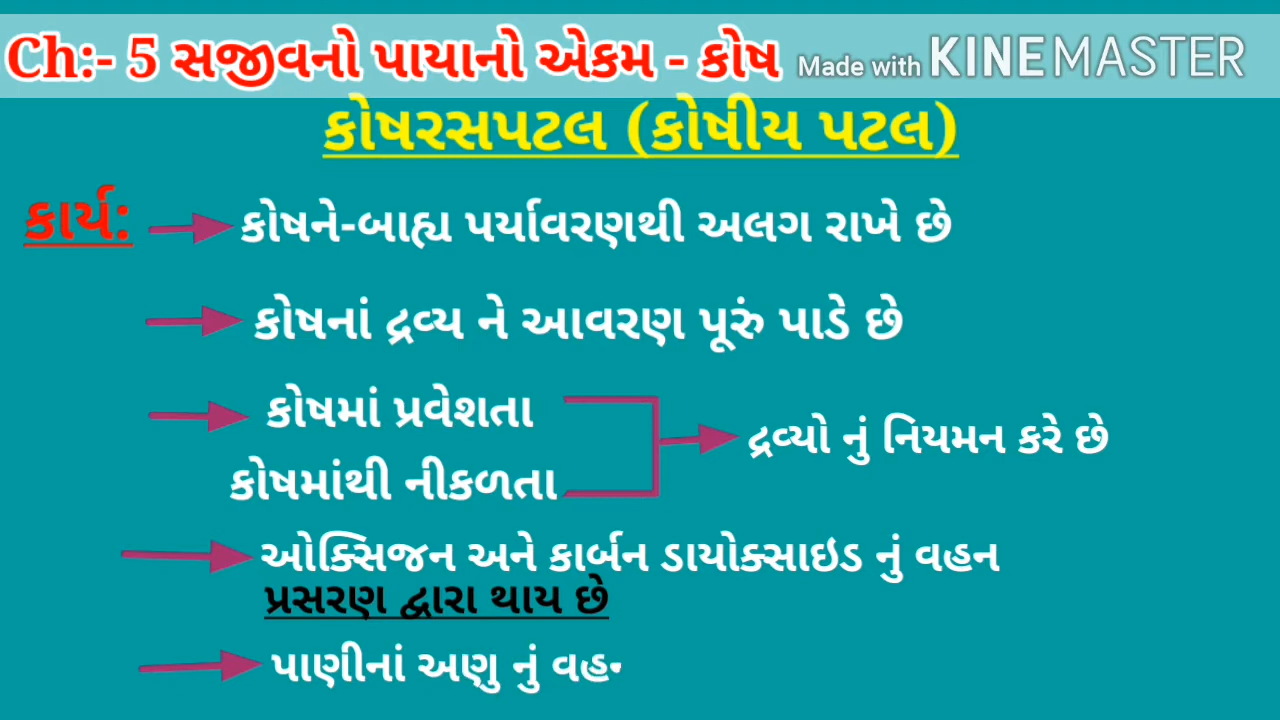 Ch:- 5 સજીવનો પાયાનો એકમ - કોષ
Made with KINEMASTER
કોષરસપટલ (કોષીય પટલ)
કાર્ય: કોષને-બાહ્ય પર્યાવરણથી અલગ રાખે છે
કોષનાં દ્રવ્ય ને આવરણ પૂરું પાડે છે
કોષમાં પ્રવેશતા
કોષમાંથી નીકળતા
દ્રવ્યો નું નિયમન કરે છે
ઓક્સિજન અને કાર્બન ડાયોક્સાઇડ નું વહન
પ્રસરણ દ્વારા થાય છે
પાણીનાં અણુ નું